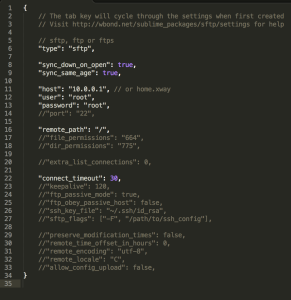 1 {
2 // The tab key will cycle through the settings when first created
3 // Visit http://wbond.net/sublime_packages/sftp/settings for help
4
5 // sftp, ftp or ftps
6 "type": "sftp",
7
8 "sync_down_on_open": true,
9 "sync_same_age": true,
10
11 "host": "10.0.0.1", // or home.xway
12 "user": "root",
13 "password": "root",
14 //"port": "22",
15
16 "remote_path": "/",
17 //"file_permissions": "664",
18 //"dir_permissions": "775",
19
20 //"extra_list_connections": 0,
21
22 "connect_timeout": 30,
23 //"keepalive": 120,
24 //"ftp_passive_mode": true,
25 //"ftp_obey_passive_host": false,
26 //"ssh_key_file": "~/.ssh/id_rsa",
27 //"sftp_flags": ["-F", "/path/to/ssh_config"],
28
29 //"preserve_modification_times": false,
30 //"remote_time_offset_in_hours": 0,
31 //"remote_encoding": "utf-8",
32 //"remote_locale": "C",
33 //"allow_config_upload": false,
34 }
35